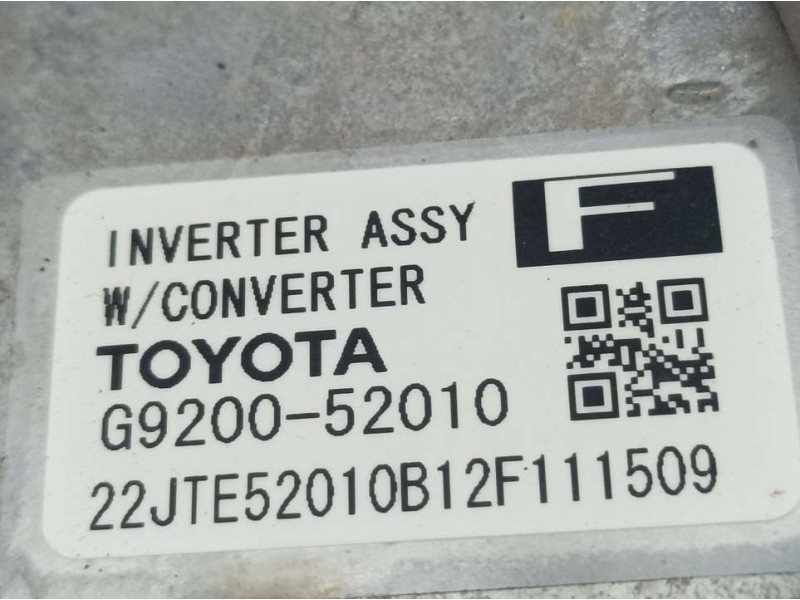 INVERTER ASSY
F
W/CONVERTER
TOYOTA
G9200-52010
22JTE52010B12F111509